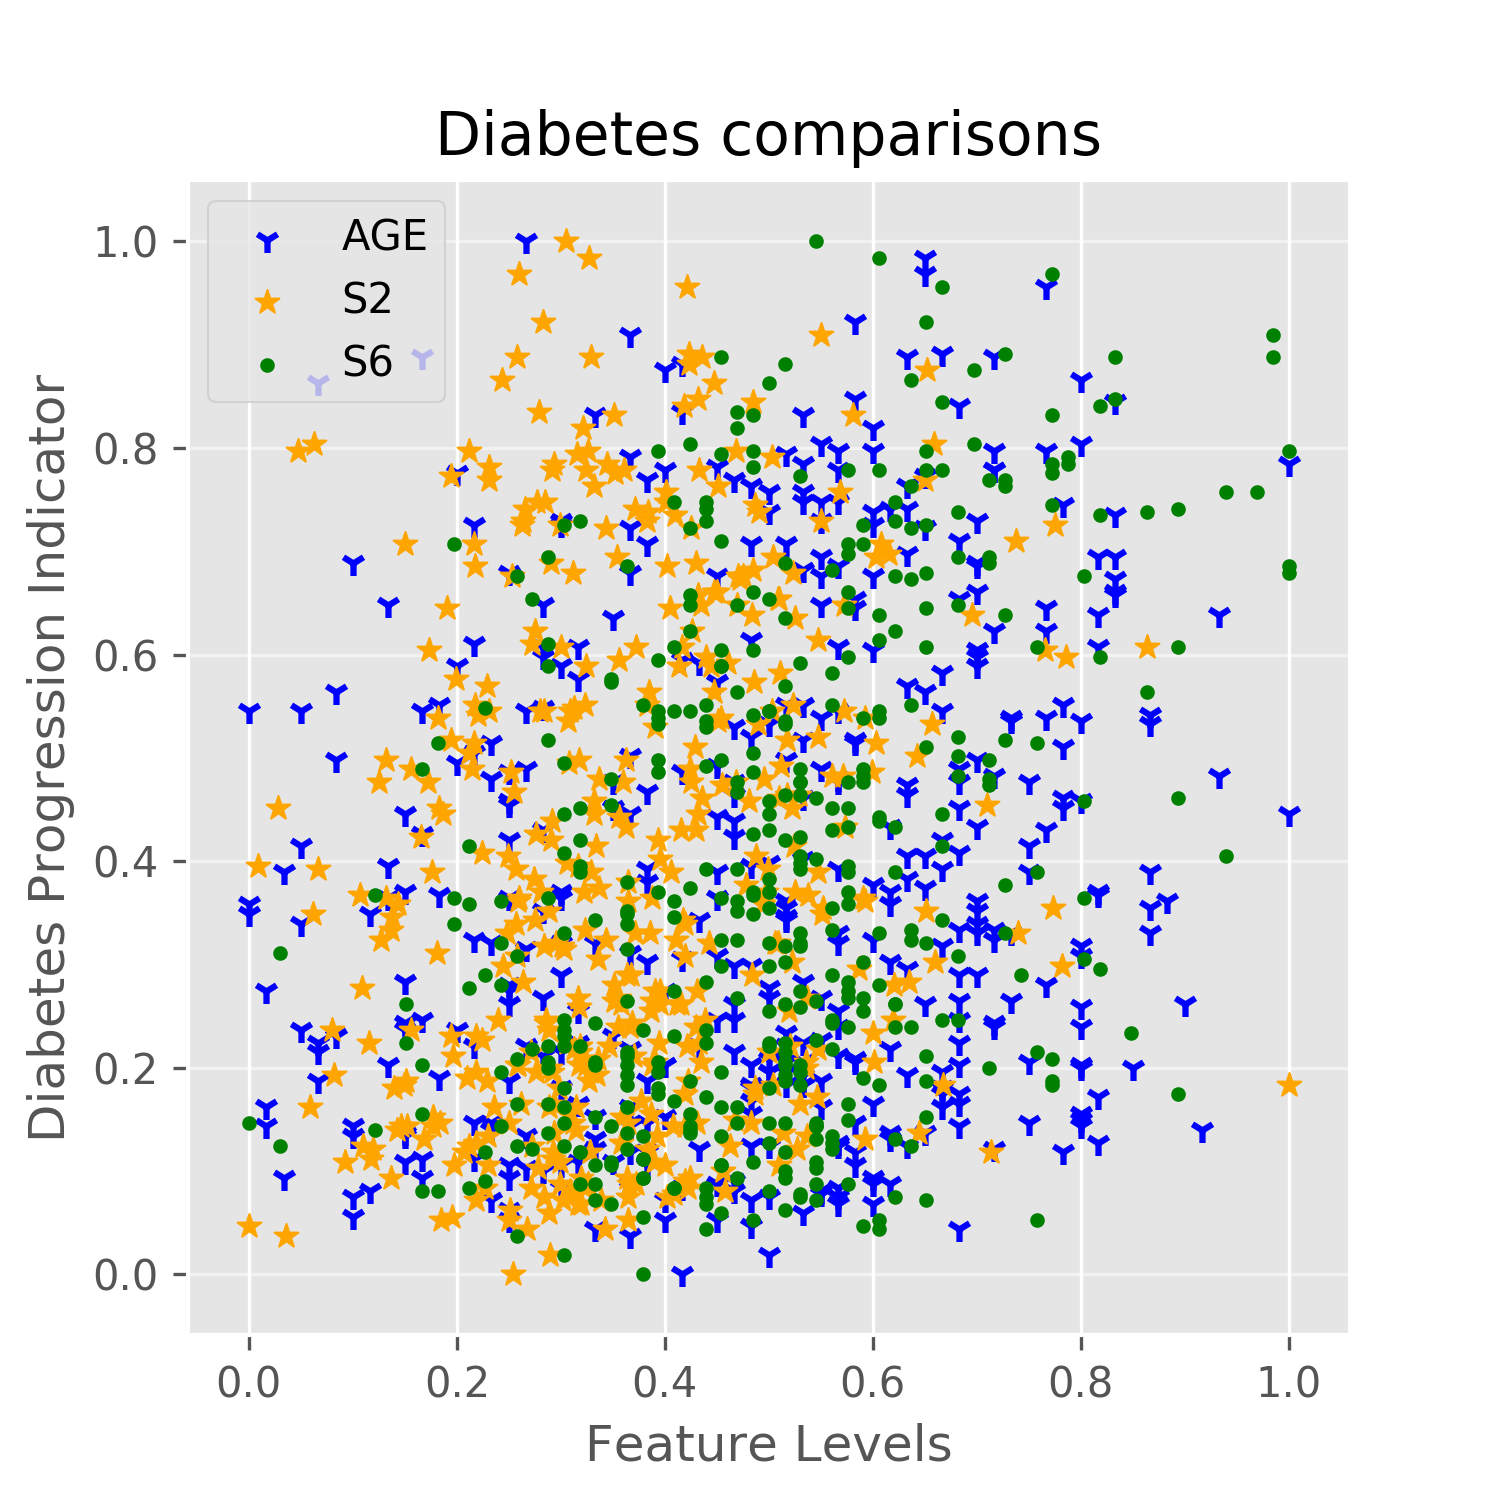 Diabetes comparisons
AGE
S2
S6
1.0
0.8
0.6
0.4
0.2
0.0
Diabetes Progression Indicator
0.0 0.2 0.4 0.6 0.8 1.0
Feature Levels